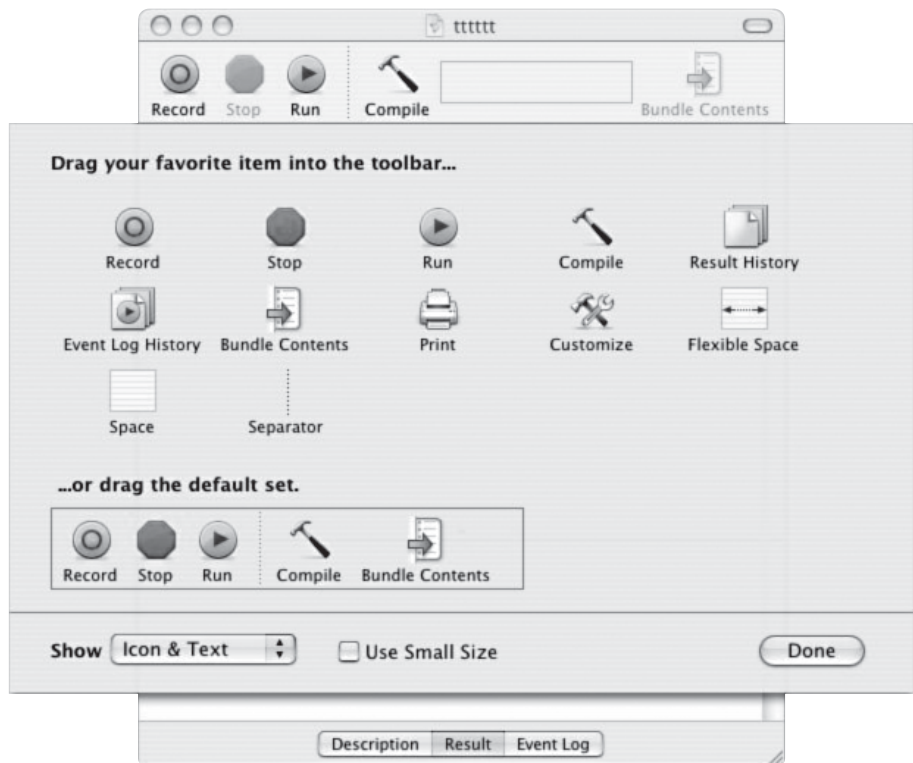 tttttt
Record Stop Run Compile Bundle Contents
Drag your favorite item into the toolbar...
Record Stop Run Compile Result History
Event Log History Bundle Contents Print Customize Flexible Space
Space Separator
...or drag the default set.
Record Stop Run Compile Bundle Contents
Show Icon & Text Use Small Size Done
Description Result Event Log